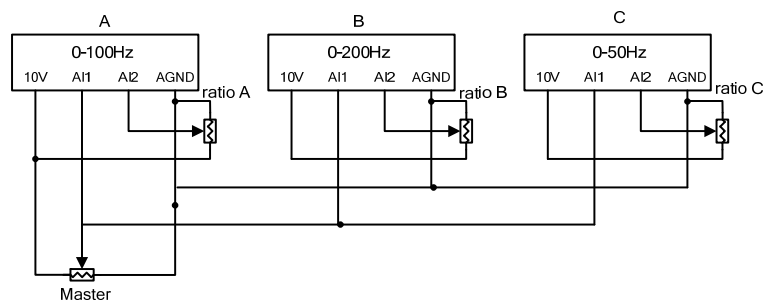 A B C
0-100Hz 0-200Hz 0-50Hz
10V AI1 AI2 AGND 10V AI1 AI2 AGND 10V AI1 AI2 AGND
ratio A ratio B ratio C
Master